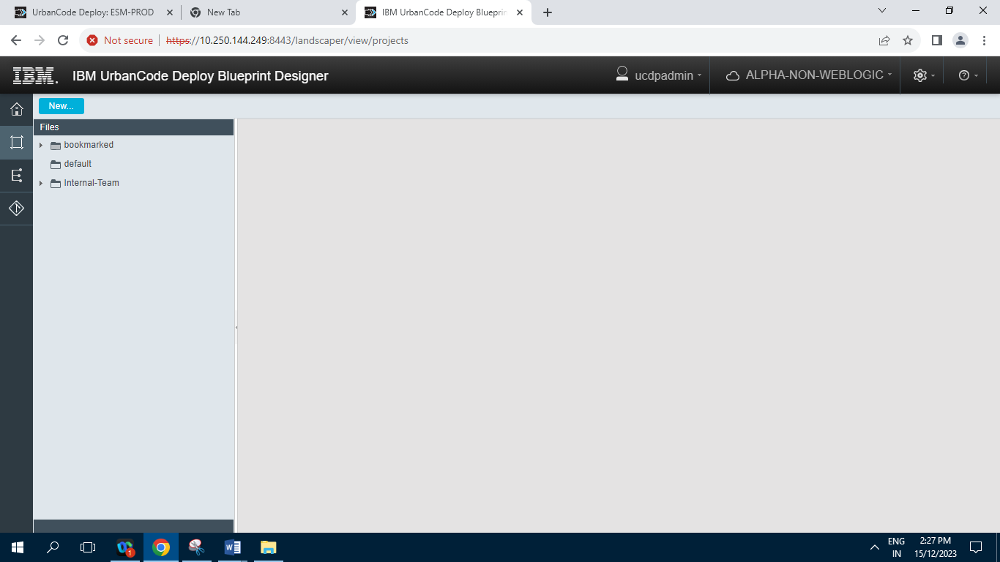 UrbanCode Deploy: ESM-PROD
New Tab
IBM UrbanCode Deploy Blueprin
Not secure
https://10.250.144.249:8443/landscaper/view/projects
IBM. IBM UrbanCode Deploy Blueprint Designer
ucdpadmin
ALPHA-NON-WEBLOGIC
New...
Files
bookmarked
default
Internal-Team
1
ENG
IN
2:27 PM
15/12/2023